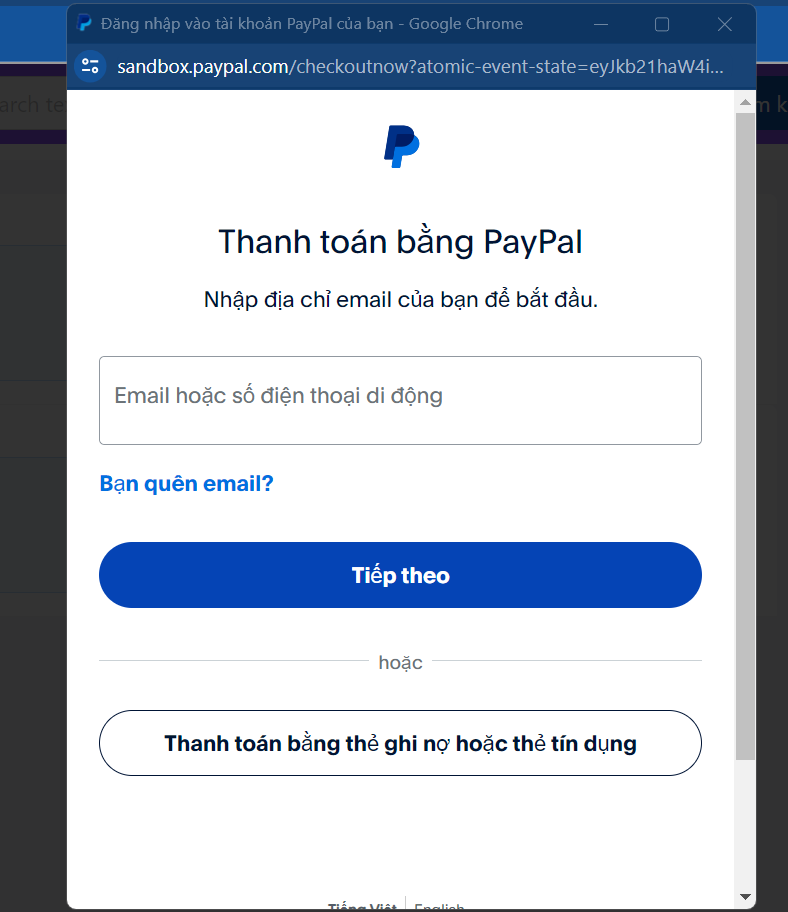 Đăng nhập vào tài khoản PayPal của bạn - Google Chrome
sandbox.paypal.com/checkoutnow?atomic-event-state=eyJkb21haW4i...
Thanh toán bằng PayPal
Nhập địa chỉ email của bạn để bắt đầu.
Email hoặc số điện thoại di động
Bạn quên email?
Tiếp theo
hoặc
Thanh toán bằng thẻ ghi nợ hoặc thẻ tín dụng
Tiếng Việt English